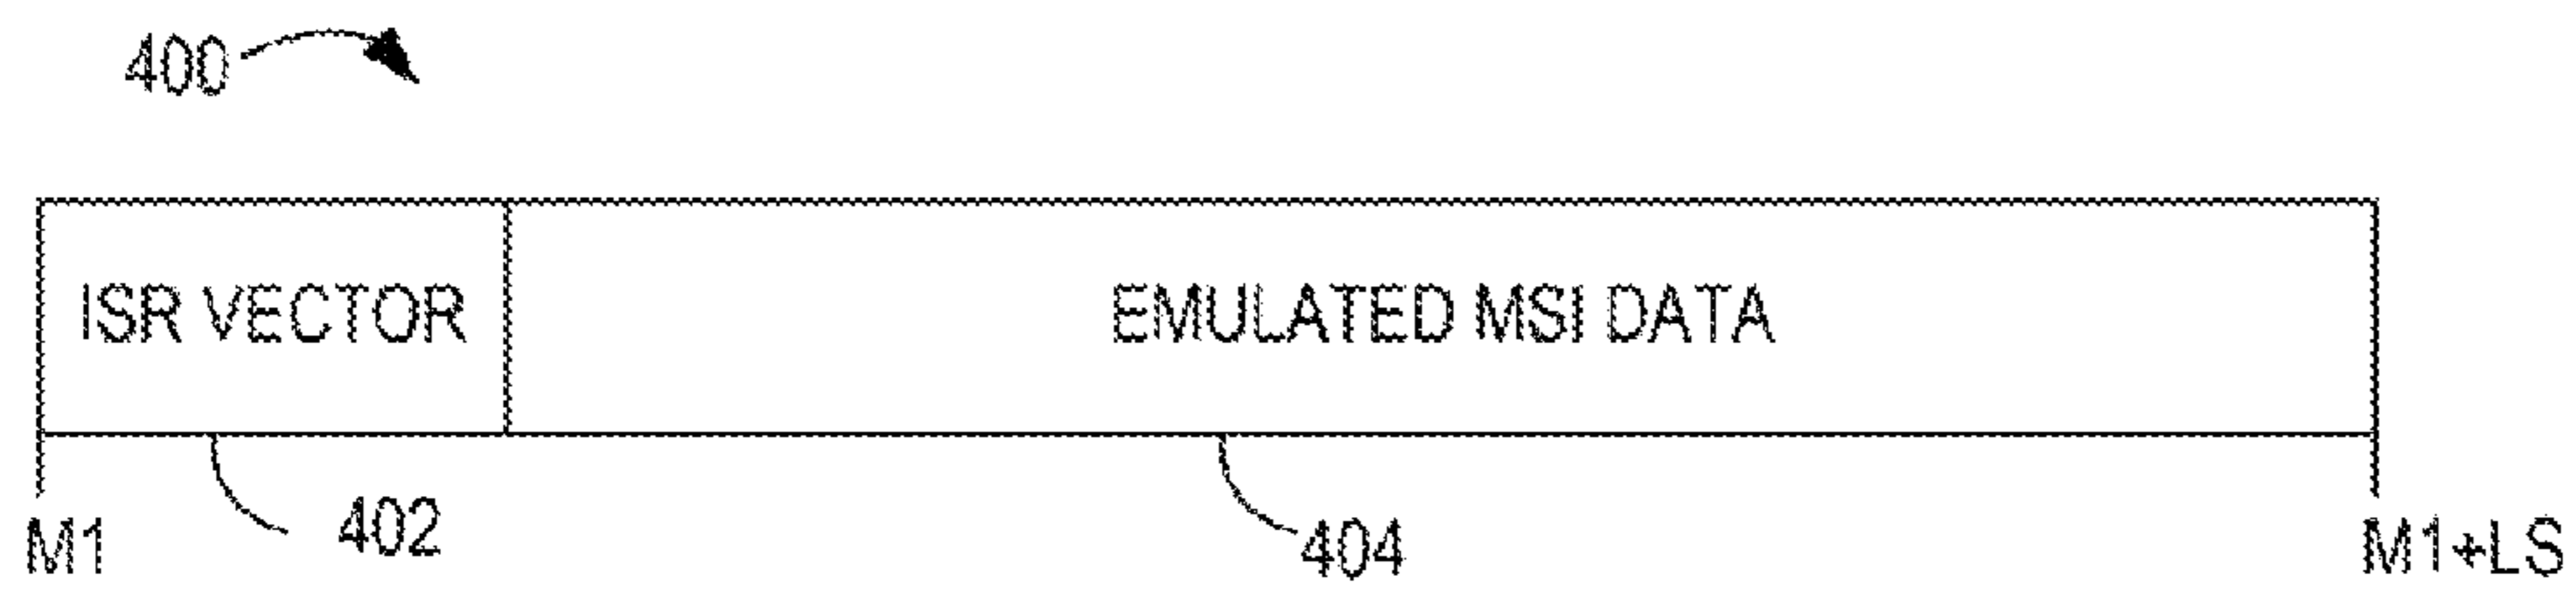 400
ISR VECTOR EMULATED MSI DATA
M1 402 404 M1+LS